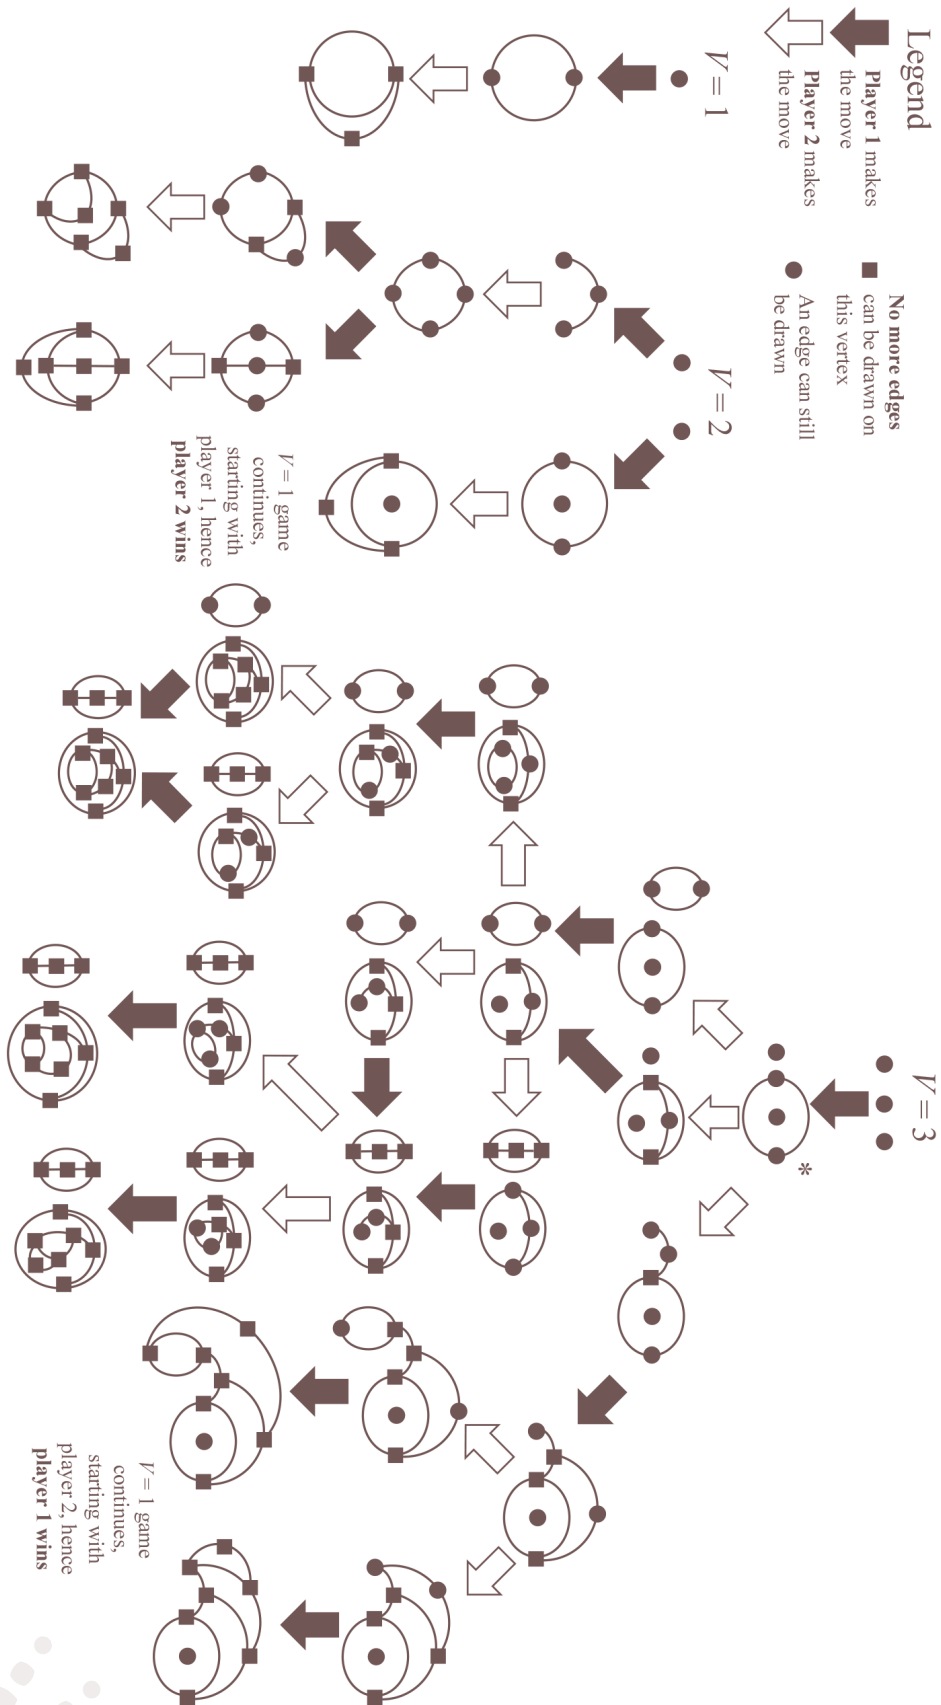 Legend
Player 1 makes
the move
Player 2 makes
the move
No more edges
can be drawn on
this vertex
An edge can still
be drawn
V = 1
V = 2
V = 1 game
continues,
starting with
player 1, hence
player 2 wins
V = 3
*
V = 1 game
continues,
starting with
player 2, hence
player 1 wins